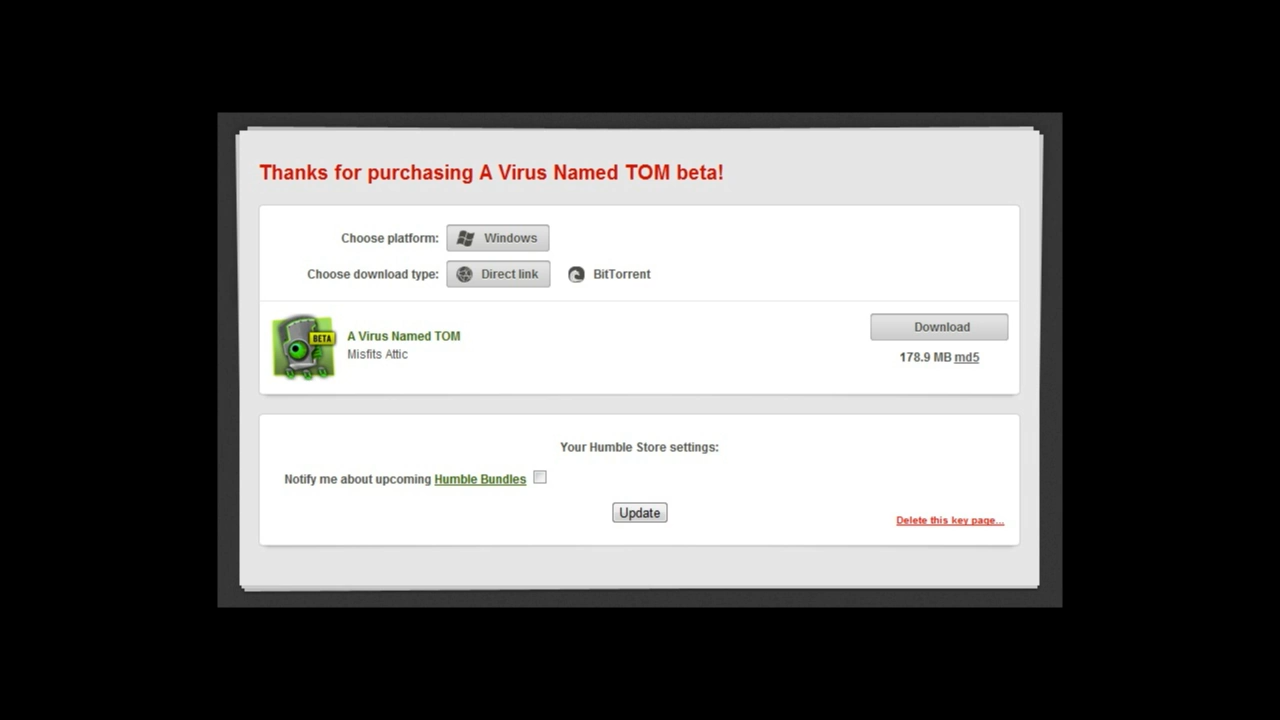 Thanks for purchasing A Virus Named TOM beta!
Choose platform: Windows
Choose download type: Direct link BitTorrent
BETA
A Virus Named TOM
Misfits Attic
Download
178.9 MB md5
Your Humble Store settings:
Notify me about upcoming Humble Bundles
Update
Delete this key page...